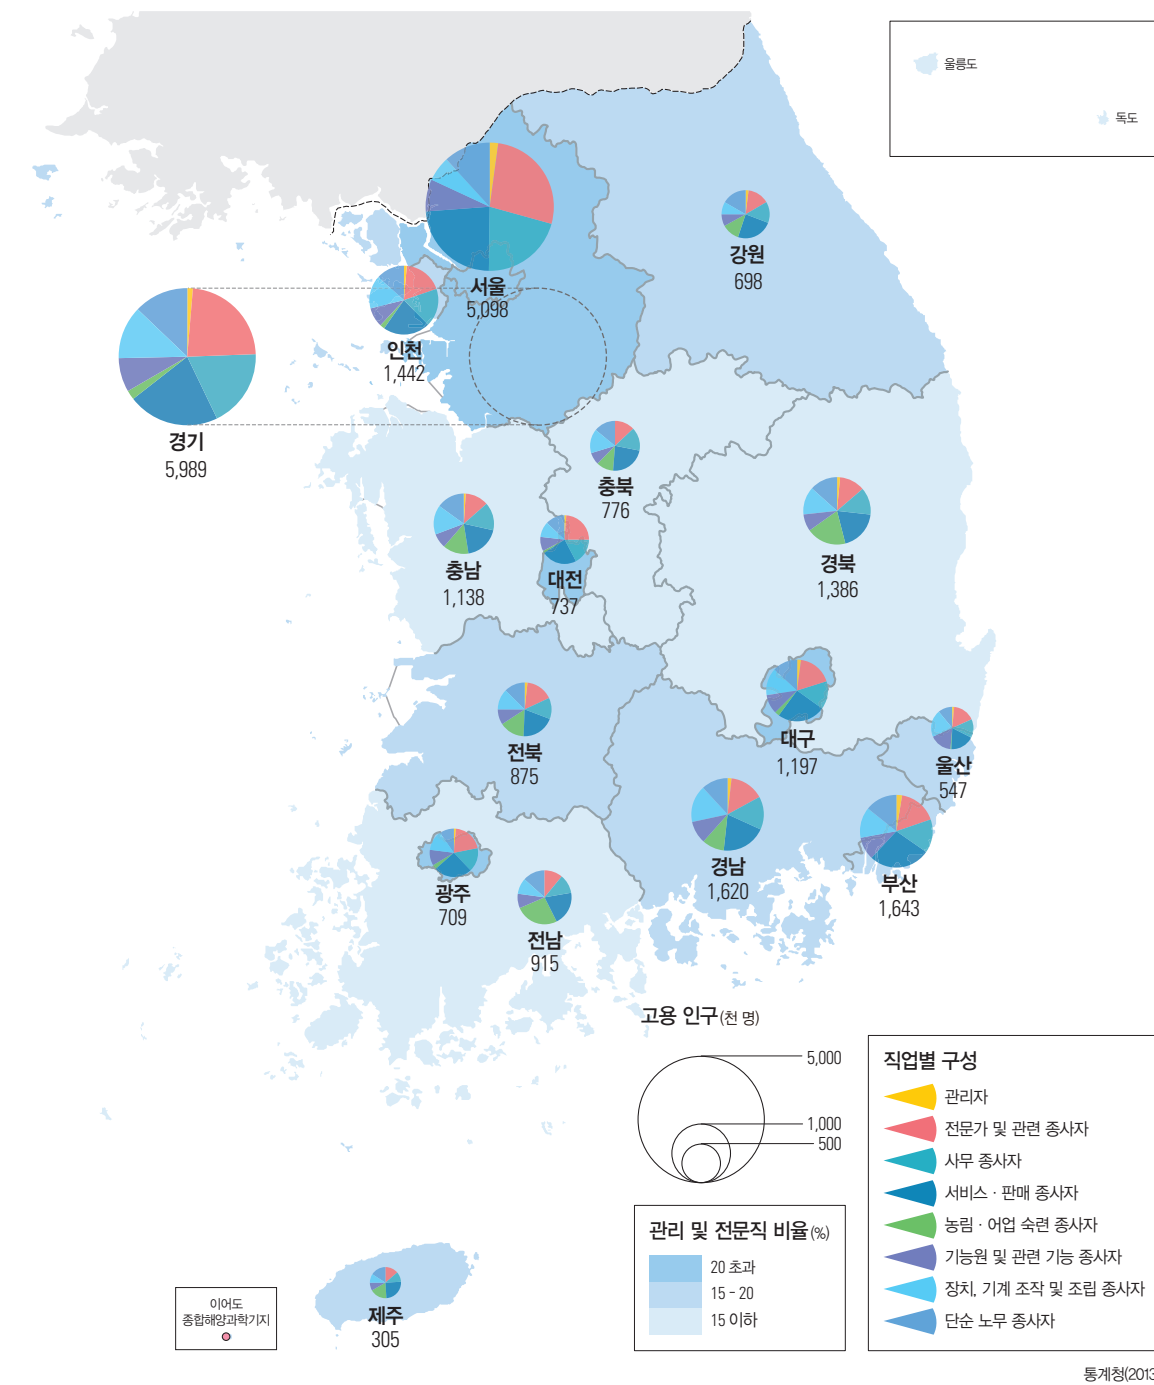 울릉도
독도
강원
698
서울
5,098
인천
1,442
경기
5,989
충북
776
충남
1,138
대전
737
경북
1,386
대구
1,197
울산
547
전북
875
경남
1,620
부산
1,643
광주
709
전남
915
제주
305
이어도
종합해양과학기지
고용 인구(천 명)
5,000
1,000
500
관리 및 전문직 비율(%)
20 초과
15 - 20
15 이하
직업별 구성
관리자
전문가 및 관련 종사자
사무 종사자
서비스 · 판매 종사자
농림 · 어업 숙련 종사자
기능원 및 관련 기능 종사자
장치, 기계 조작 및 조립 종사자
단순 노무 종사자
통계청(2013